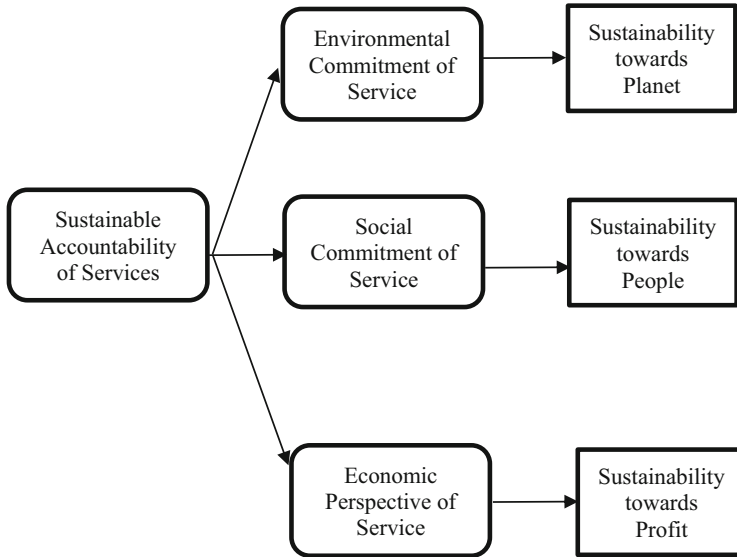 Environmental
Commitment of
Service
Sustainability
towards
Planet
Sustainable
Accountability
of Services
Social
Commitment of
Service
Sustainability
towards
People
Economic
Perspective of
Service
Sustainability
towards
Profit